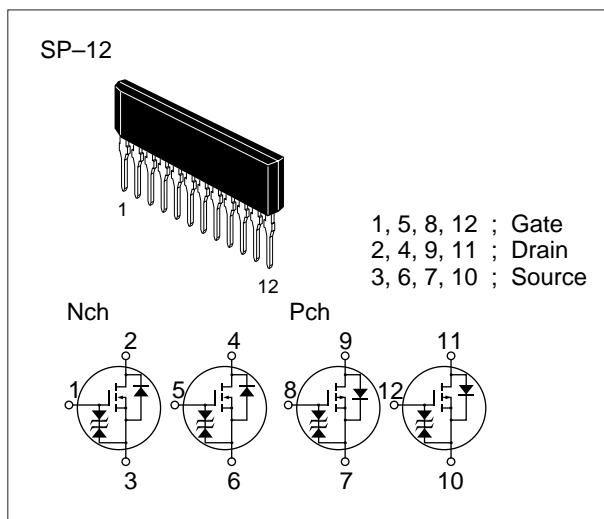 SP–12
1
12
1, 5, 8, 12 ; Gate
2, 4, 9, 11 ; Drain
3, 6, 7, 10 ; Source
Nch
Pch
2
4
9
11
1
5
8
12
3
6
7
10